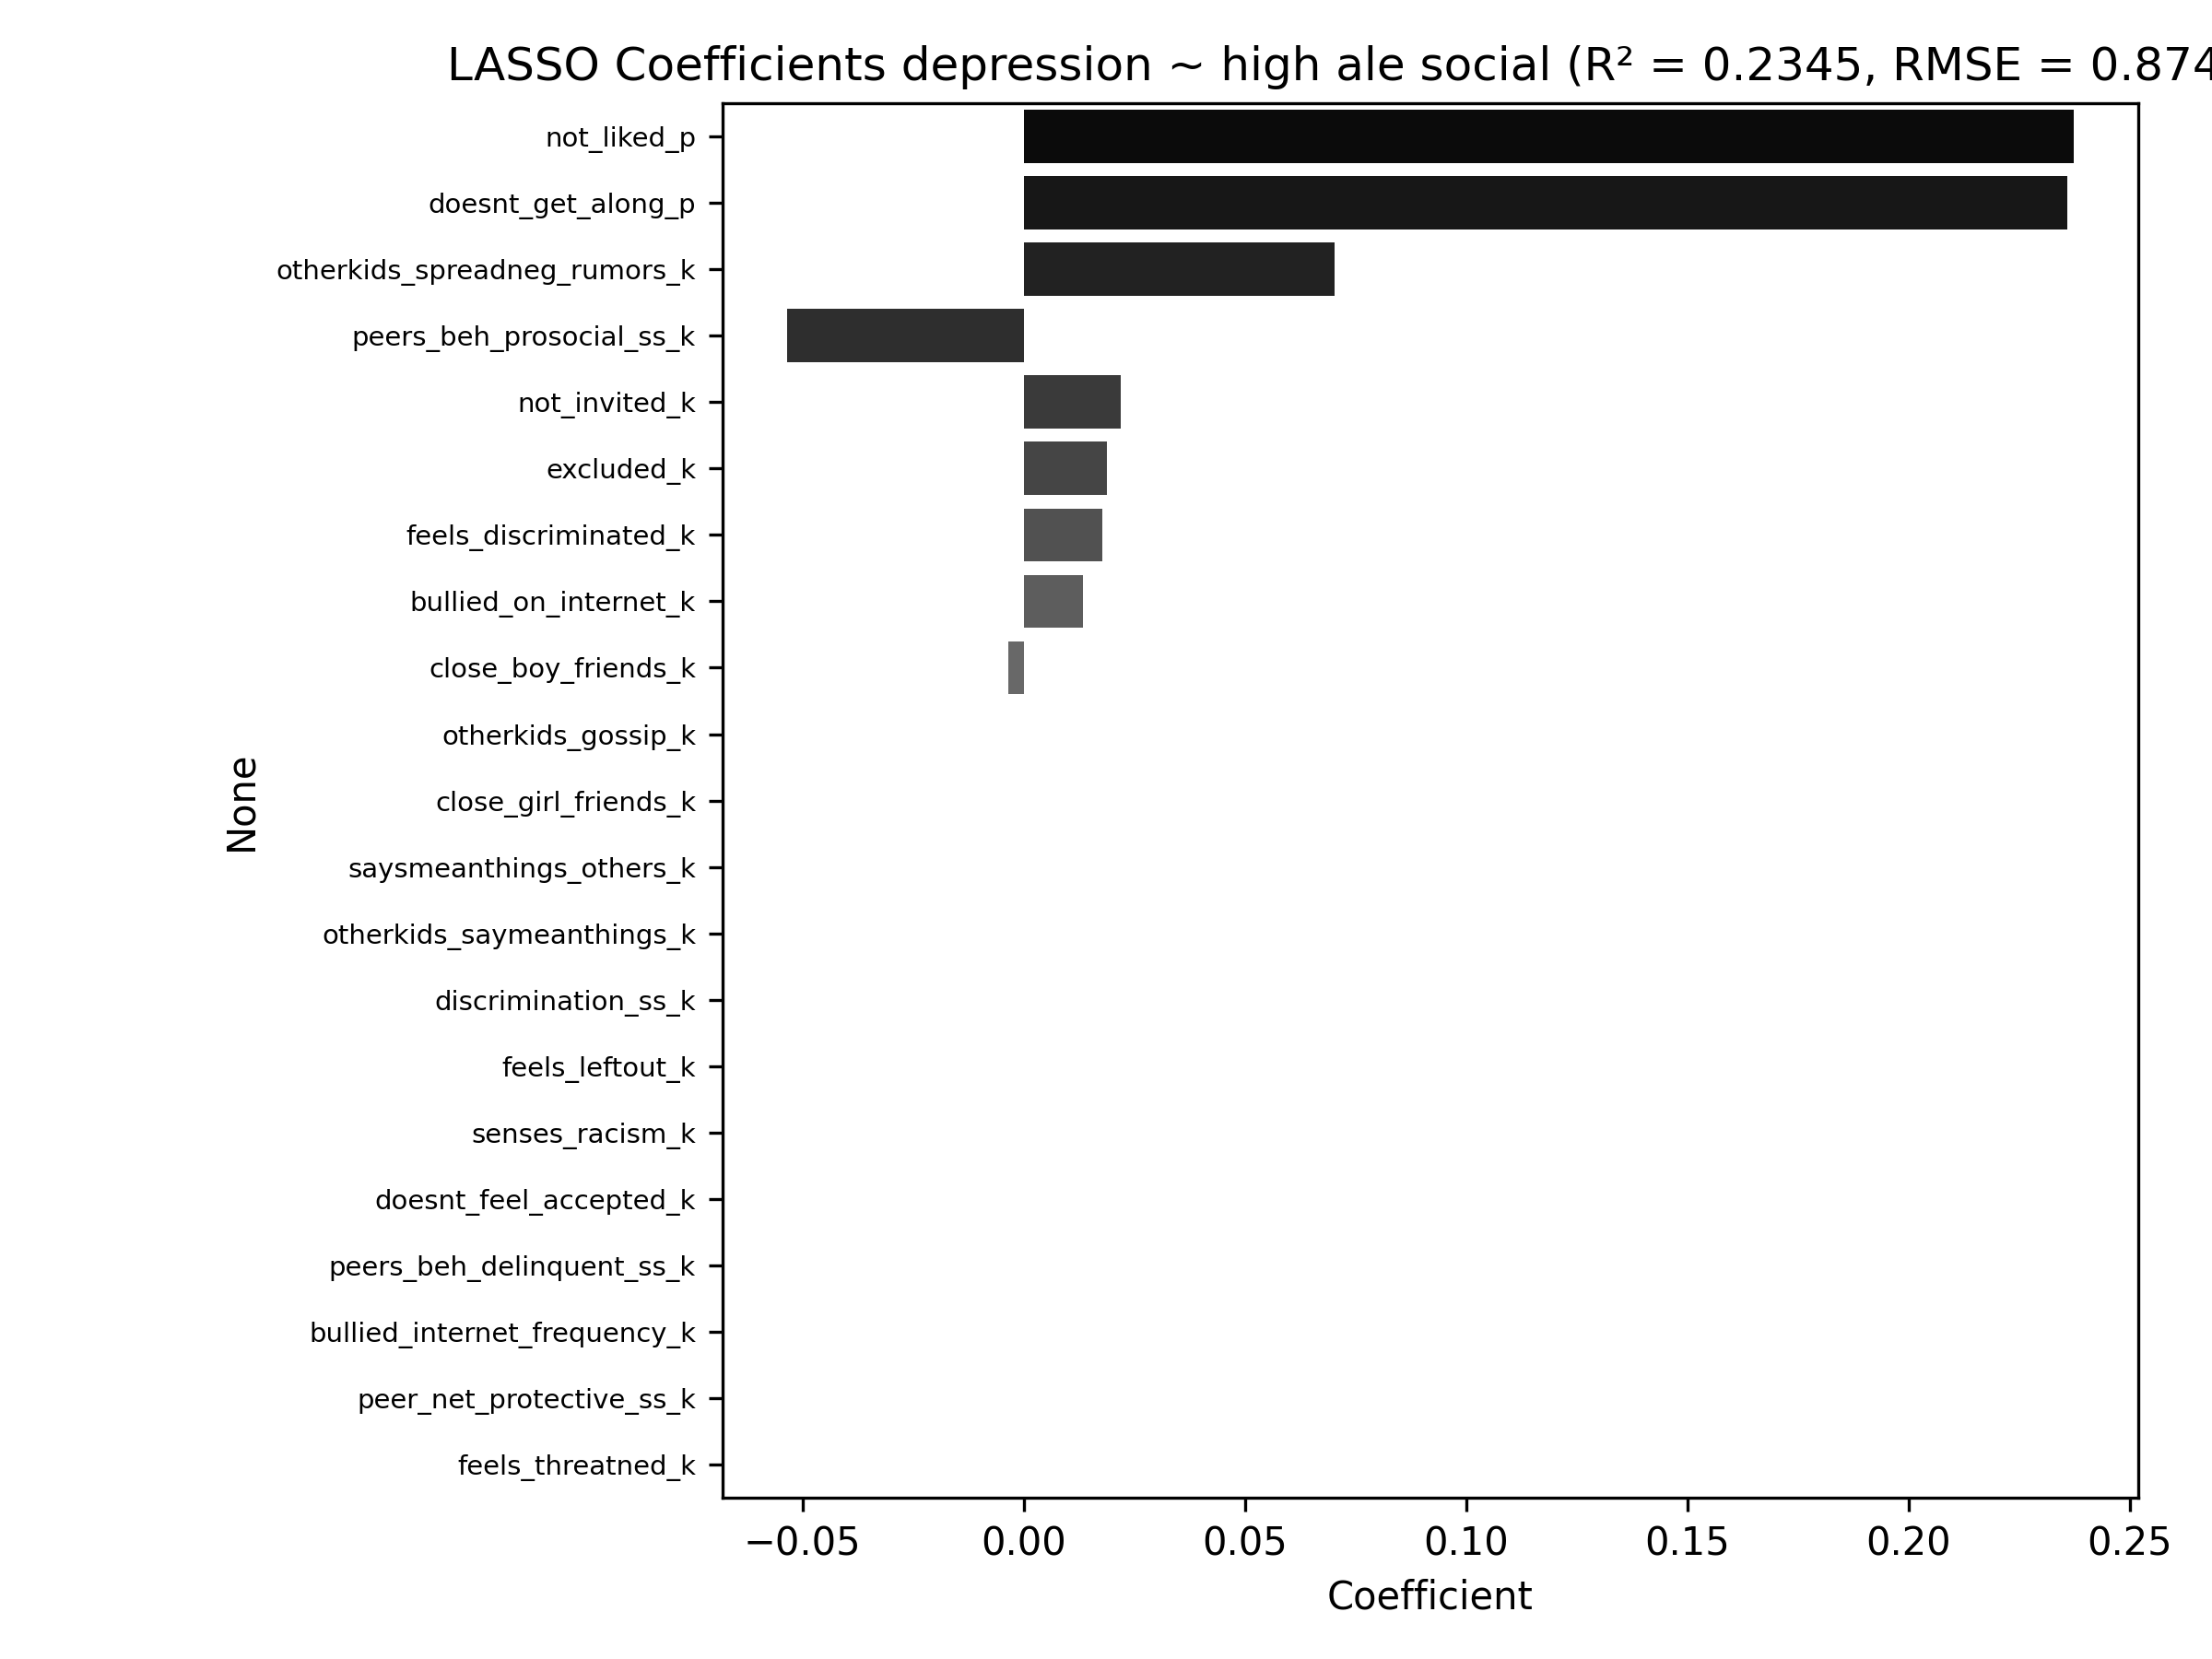 LASSO Coefficients depression ~ high ale social (R² = 0.2345, RMSE = 0.874
not_liked_p
doesnt_get_along_p
otherkids_spreadneg_rumors_k
peers_beh_prosocial_ss_k
not_invited_k
excluded_k
feels_discriminated_k
bullied_on_internet_k
close_boy_friends_k
otherkids_gossip_k
close_girl_friends_k
saysmeanthings_others_k
otherkids_saymeanthings_k
discrimination_ss_k
feels_leftout_k
senses_racism_k
doesnt_feel_accepted_k
peers_beh_delinquent_ss_k
bullied_internet_frequency_k
peer_net_protective_ss_k
feels_threatned_k
None
−0.05 0.00 0.05 0.10 0.15 0.20 0.25
Coefficient